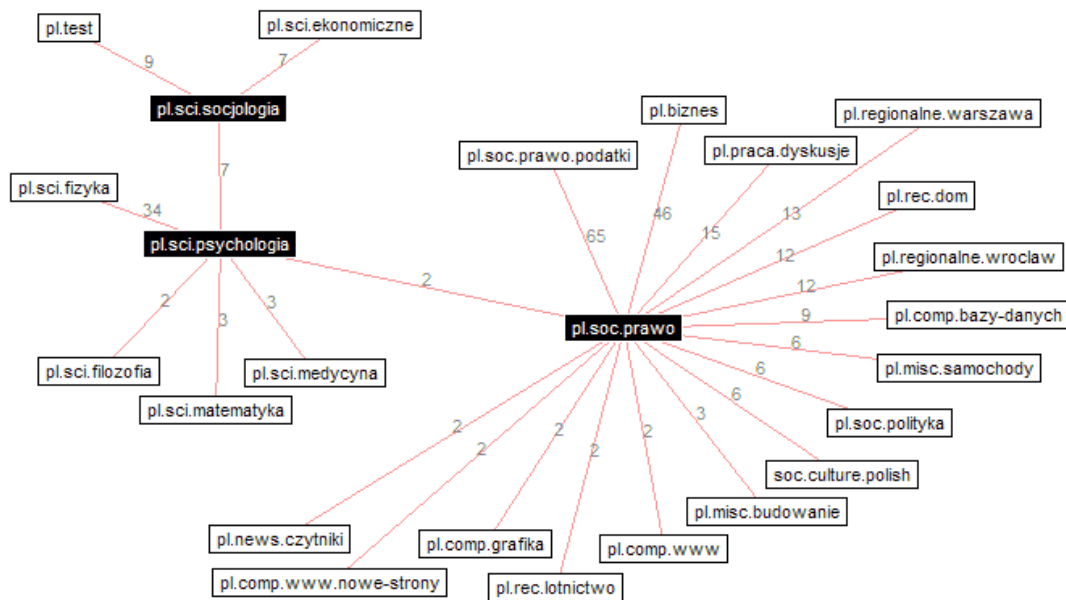 pl.test
pl.sci.ekonomiczne
9
7
pl.sci.socjologia
pl.biznes
pl.regionalne.warszawa
pl.soc.prawo.podatki
pl.praca.dyskusje
7
pl.sci.fizyka
pl.rec.dom
34
46
13
15
65
pl.sci.psychologia
12
pl.regionalne.wroclaw
2
12
2
3
3
pl.soc.prawo
9
pl.comp.bazy-danych
6
pl.misc.samochody
pl.sci.filozofia
pl.sci.medycyna
6
pl.sci.matematyka
6
3
pl.soc.polityka
2
2
2
2
2
soc.culture.polish
pl.misc.budowanie
pl.news.czytniki
pl.comp.grafika
pl.comp.www
pl.comp.www.nowe-strony
pl.rec.lotnictwo